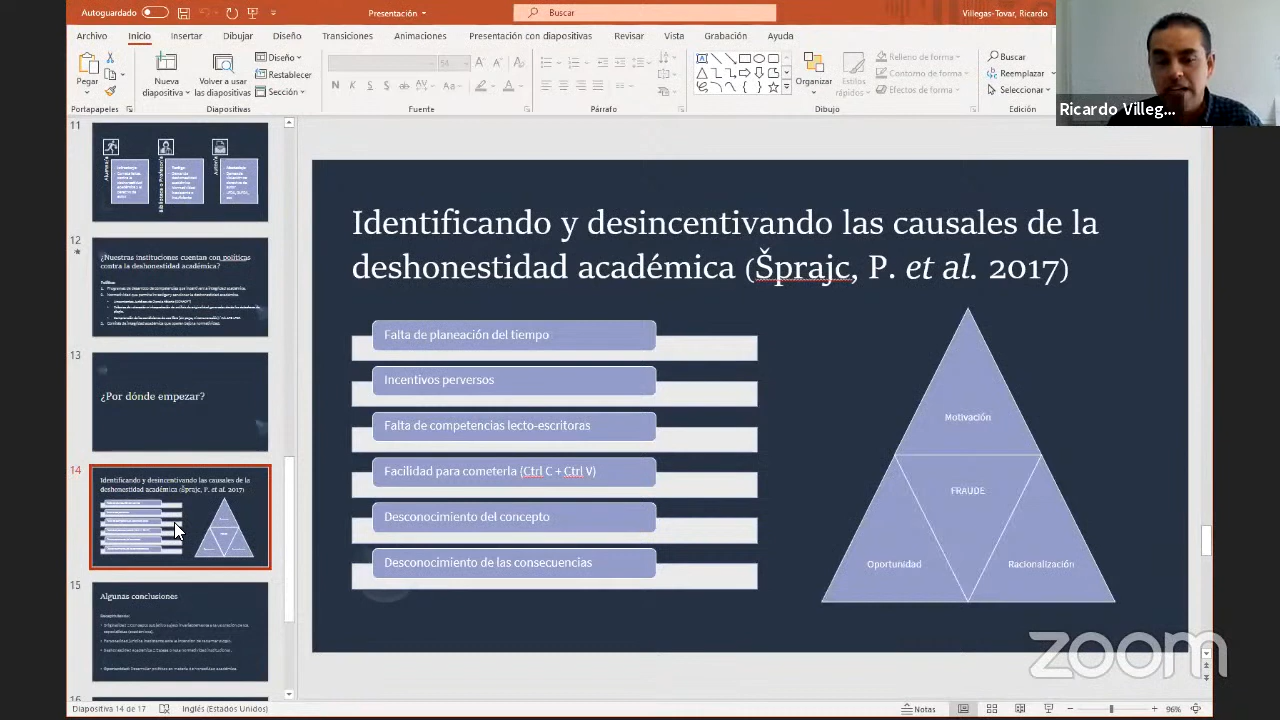 Autoguardado
Presentación
Buscar
Villegas-Tovar, Ricardo
Archivo
Inicio
Insertar
Dibujar
Diseño
Transiciones
Animaciones
Presentación con diapositivas
Revisar
Vista
Grabación
Ayuda
Pegar
Nueva
diapositiva
Volver a usar
las diapositivas
Diseño
Restablecer
Sección
54
N K S S
Organizar
Estilos
rápidos
Relleno de forma
Contorno de forma
Efectos de forma
Buscar
Reemplazar
Seleccionar
Portapapeles
Diapositivas
Fuente
Párrafo
Dibujo
Edición
Ricardo Villeg...
11
12
¿Nuestras instituciones cuentan con políticas
contra la deshonestidad académica?
13
¿Por dónde empezar?
14
Identificando y desincentivando las causales de la
deshonestidad académica (Šprajc, P. et al. 2017)
15
Algunas conclusiones
16
Identificando y desincentivando las causales de la
deshonestidad académica (Šprajc, P. et al. 2017)
Falta de planeación del tiempo
Incentivos perversos
Falta de competencias lecto-escritoras
Facilidad para cometerla (Ctrl C + Ctrl V)
Desconocimiento del concepto
Desconocimiento de las consecuencias
Motivación
FRAUDE
Oportunidad
Racionalización
zoom
Diapositiva 14 de 17
Inglés (Estados Unidos)
Notas
96%